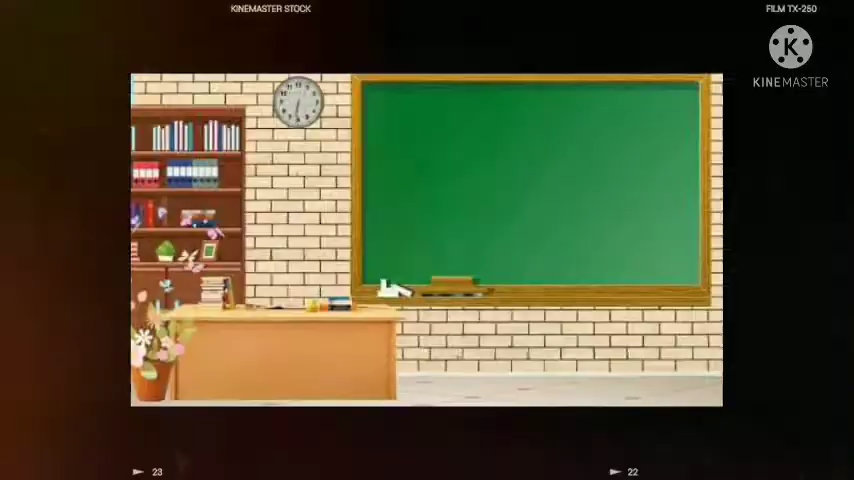 KINEMASTER STOCK
FILM TX-250
K
KINEMASTER
23
22